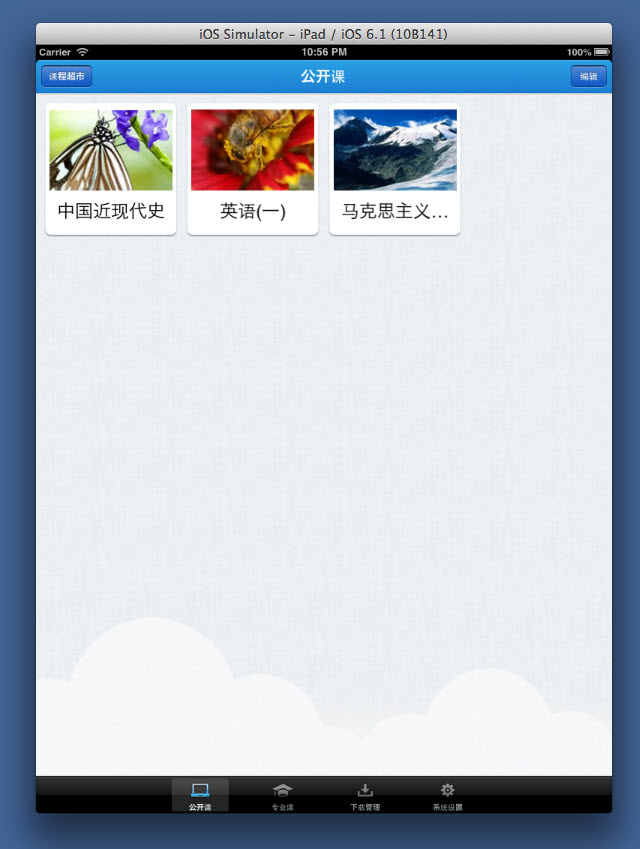 iOS Simulator – iPad / iOS 6.1 (10B141)
Carrier 10:56 PM 100%
课程超市 公开课 编辑
中国近现代史 英语(一) 马克思主义...
公开课 专业课 下载管理 系统设置